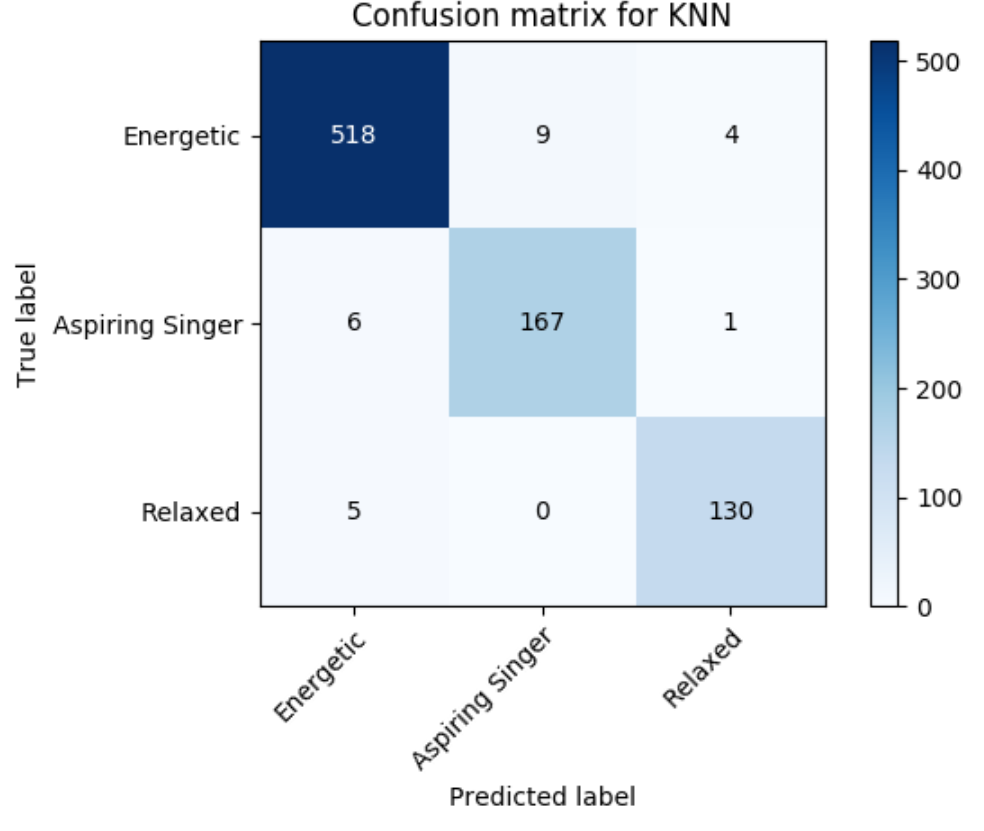 Confusion matrix for KNN
Energetic
518
9
4
Aspiring Singer
6
167
1
Relaxed
5
0
130
True label
Energetic
Aspiring Singer
Relaxed
Predicted label
500
400
300
200
100
0